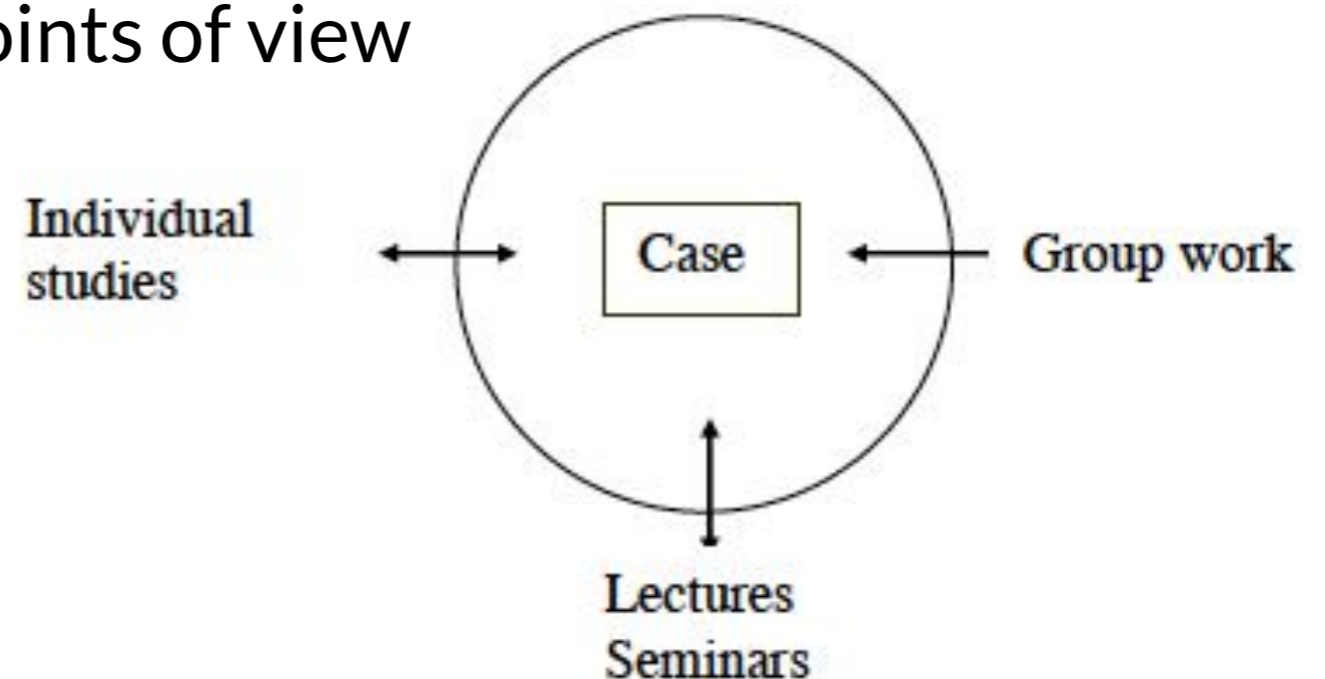 oints of view
Individual
studies
Case
Group work
Lectures
Seminars